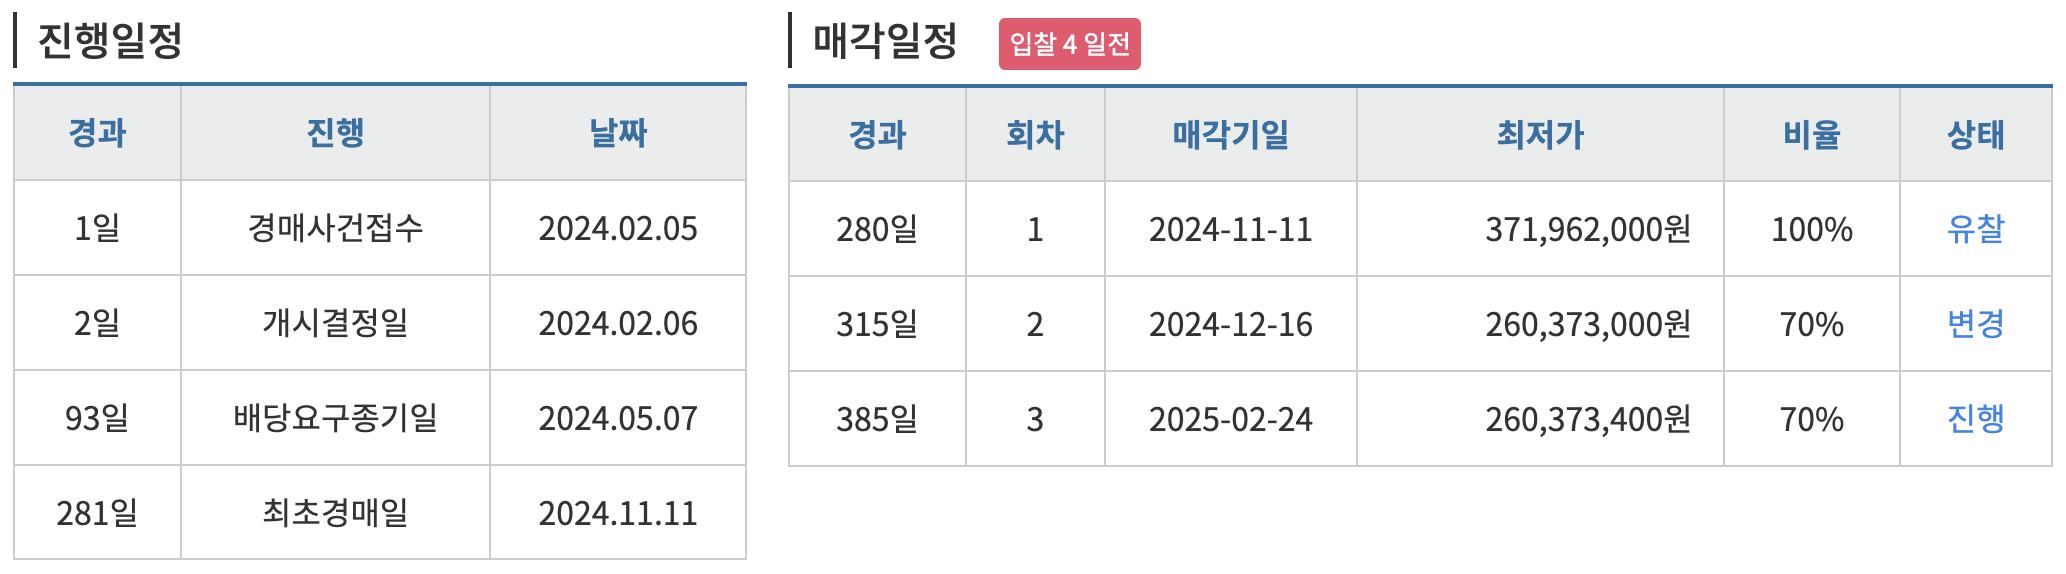 진행일정
경과 진행 날짜
1일 경매사건접수 2024.02.05
2일 개시결정일 2024.02.06
93일 배당요구종기일 2024.05.07
281일 최초경매일 2024.11.11
매각일정 입찰 4 일전
경과 회차 매각기일 최저가 비율 상태
280일 1 2024-11-11 371,962,000원 100% 유찰
315일 2 2024-12-16 260,373,000원 70% 변경
385일 3 2025-02-24 260,373,400원 70% 진행